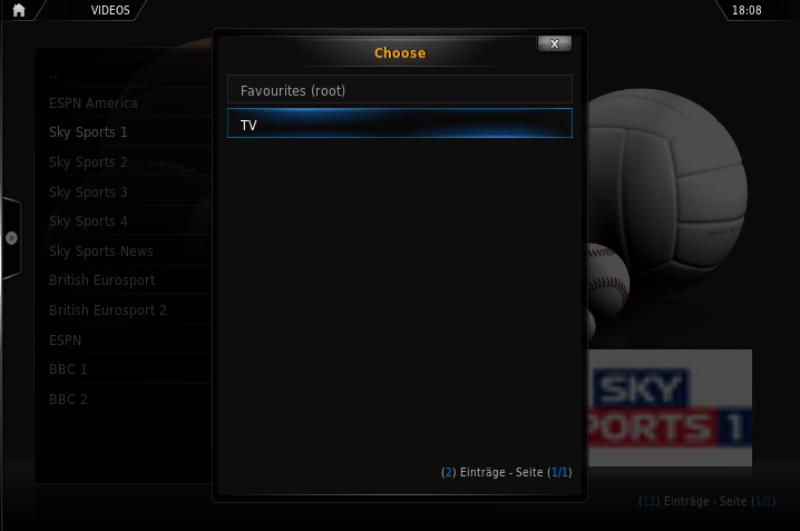 VIDEOS
18:08
Choose
X
Favourites (root)
TV
(2) Einträge - Seite (1/1)
..
ESPN America
Sky Sports 1
Sky Sports 2
Sky Sports 3
Sky Sports 4
Sky Sports News
British Eurosport
British Eurosport 2
ESPN
BBC 1
BBC 2
SKY
PORTS 1
(11) Einträge - Seite (1/1)